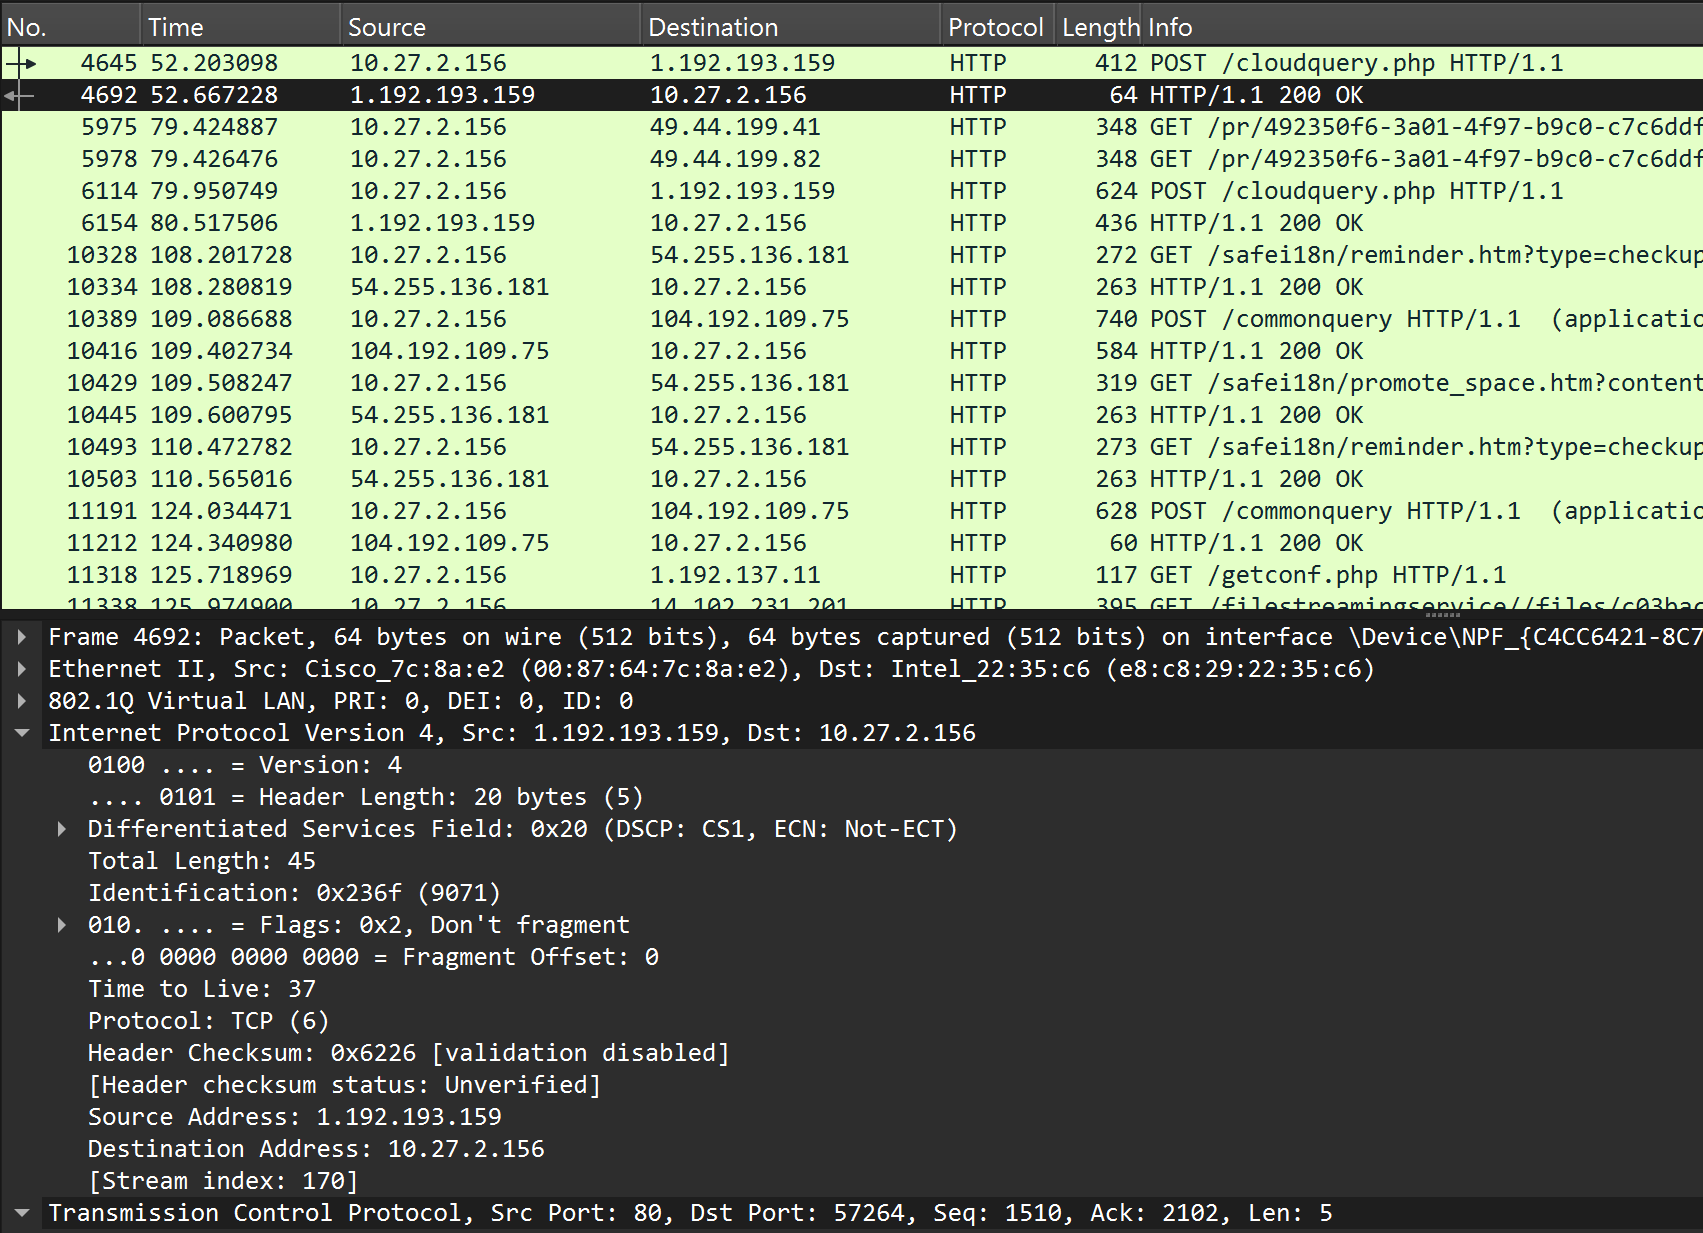 No. Time Source Destination Protocol Length Info
4645 52.203098 10.27.2.156 1.192.193.159 HTTP 412 POST /cloudquery.php HTTP/1.1
4692 52.667228 1.192.193.159 10.27.2.156 HTTP 64 HTTP/1.1 200 OK
5975 79.424887 10.27.2.156 49.44.199.41 HTTP 348 GET /pr/492350f6-3a01-4f97-b9c0-c7c6ddf
5978 79.426476 10.27.2.156 49.44.199.82 HTTP 348 GET /pr/492350f6-3a01-4f97-b9c0-c7c6ddf
6114 79.950749 10.27.2.156 1.192.193.159 HTTP 624 POST /cloudquery.php HTTP/1.1
6154 80.517506 1.192.193.159 10.27.2.156 HTTP 436 HTTP/1.1 200 OK
10328 108.201728 10.27.2.156 54.255.136.181 HTTP 272 GET /safei18n/reminder.htm?type=checkup
10334 108.280819 54.255.136.181 10.27.2.156 HTTP 263 HTTP/1.1 200 OK
10389 109.086688 10.27.2.156 104.192.109.75 HTTP 740 POST /commonquery HTTP/1.1 (applicatio
10416 109.402734 104.192.109.75 10.27.2.156 HTTP 584 HTTP/1.1 200 OK
10429 109.508247 10.27.2.156 54.255.136.181 HTTP 319 GET /safei18n/promote_space.htm?content
10445 109.600795 54.255.136.181 10.27.2.156 HTTP 263 HTTP/1.1 200 OK
10493 110.472782 10.27.2.156 54.255.136.181 HTTP 273 GET /safei18n/reminder.htm?type=checkup
10503 110.565016 54.255.136.181 10.27.2.156 HTTP 263 HTTP/1.1 200 OK
11191 124.034471 10.27.2.156 104.192.109.75 HTTP 628 POST /commonquery HTTP/1.1 (applicatio
11212 124.340980 104.192.109.75 10.27.2.156 HTTP 60 HTTP/1.1 200 OK
11318 125.718969 10.27.2.156 1.192.137.11 HTTP 117 GET /getconf.php HTTP/1.1
11338 125.974900 10.27.2.156 14.102.231.201 HTTP 395 GET /filestreamingservice//files/c03bac
Frame 4692: Packet, 64 bytes on wire (512 bits), 64 bytes captured (512 bits) on interface \Device\NPF_{C4CC6421-8C7
Ethernet II, Src: Cisco_7c:8a:e2 (00:87:64:7c:8a:e2), Dst: Intel_22:35:c6 (e8:c8:29:22:35:c6)
802.1Q Virtual LAN, PRI: 0, DEI: 0, ID: 0
Internet Protocol Version 4, Src: 1.192.193.159, Dst: 10.27.2.156
0100 .... = Version: 4
.... 0101 = Header Length: 20 bytes (5)
Differentiated Services Field: 0x20 (DSCP: CS1, ECN: Not-ECT)
Total Length: 45
Identification: 0x236f (9071)
010. .... = Flags: 0x2, Don't fragment
...0 0000 0000 0000 = Fragment Offset: 0
Time to Live: 37
Protocol: TCP (6)
Header Checksum: 0x6226 [validation disabled]
[Header checksum status: Unverified]
Source Address: 1.192.193.159
Destination Address: 10.27.2.156
[Stream index: 170]
Transmission Control Protocol, Src Port: 80, Dst Port: 57264, Seq: 1510, Ack: 2102, Len: 5